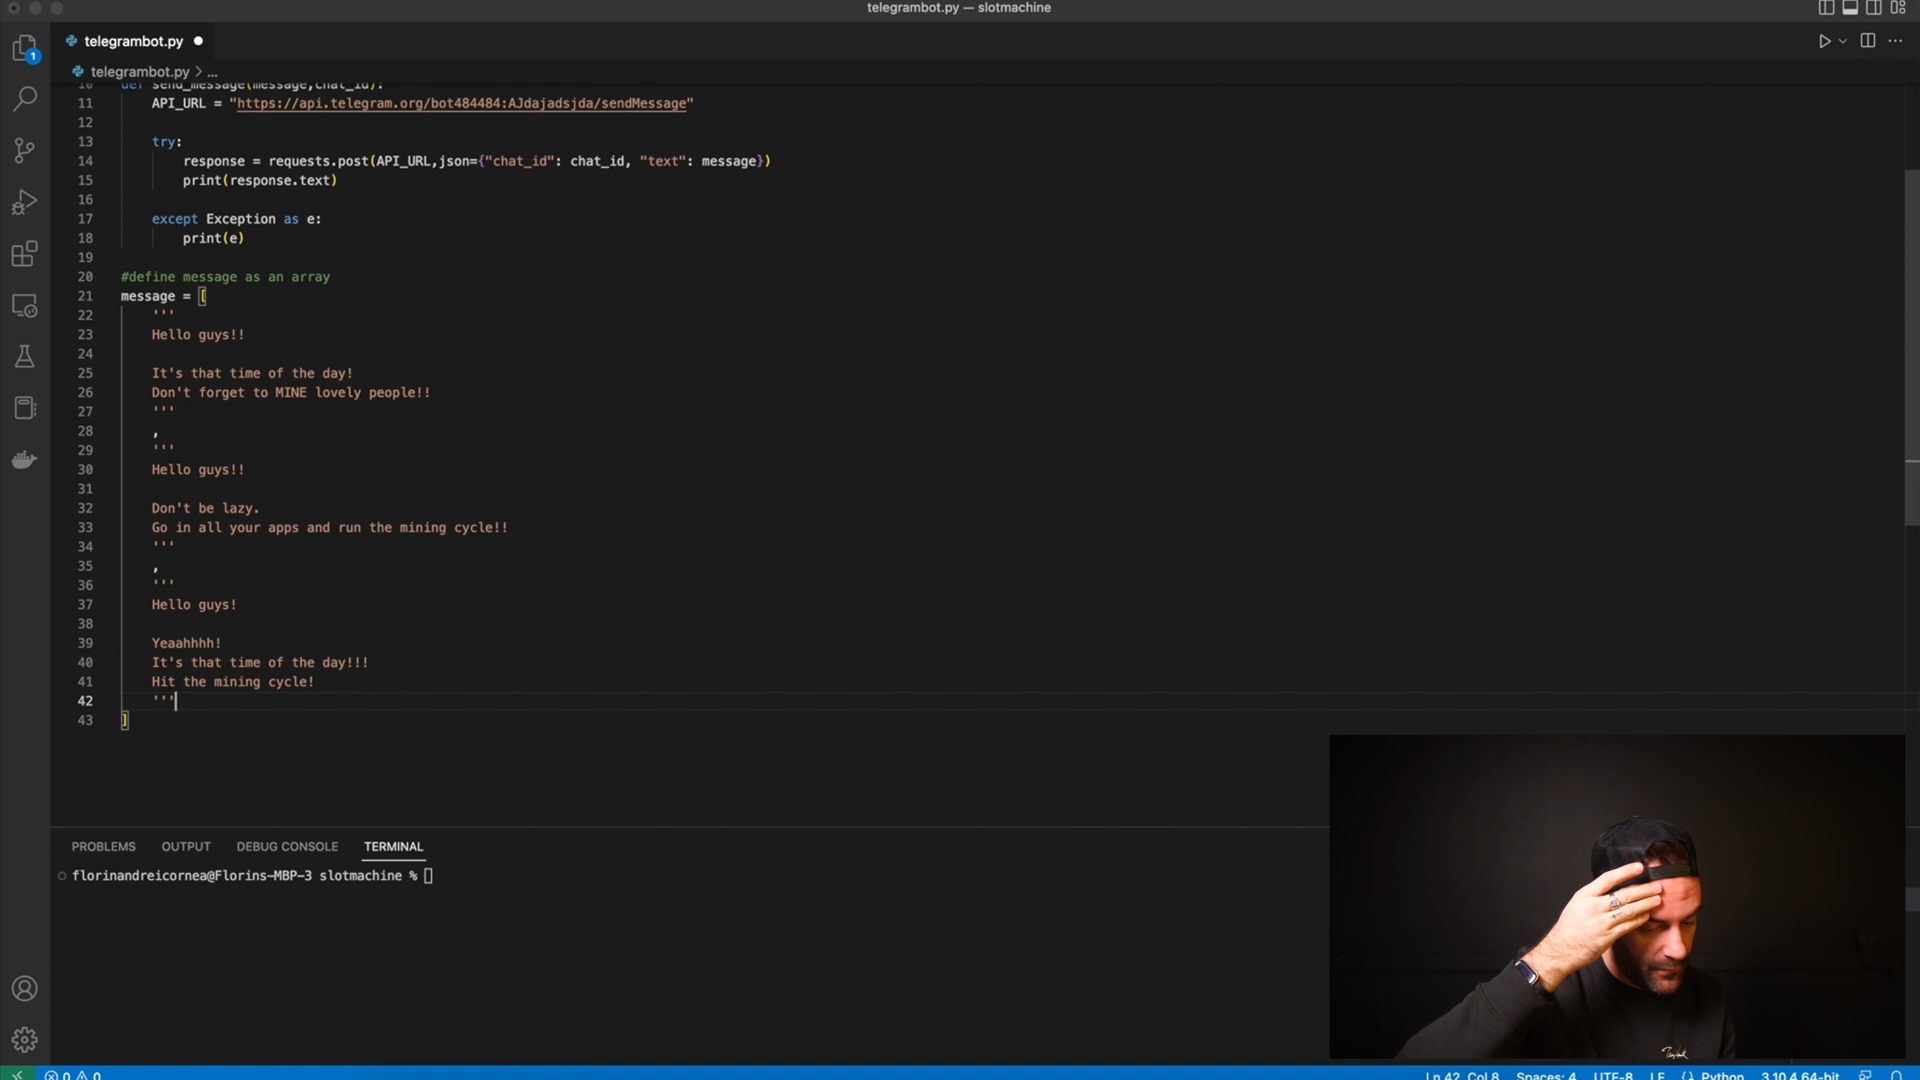 telegrambot.py — slotmachine
telegrambot.py
1
telegrambot.py > ...
10 def send_message(message,chat_id):
11 API_URL = "https://api.telegram.org/bot484484:AJdajadsjda/sendMessage"
12
13 try:
14 response = requests.post(API_URL,json={"chat_id": chat_id, "text": message})
15 print(response.text)
16
17 except Exception as e:
18 print(e)
19
20 #define message as an array
21 message = [
22 '''
23 Hello guys!!
24
25 It's that time of the day!
26 Don't forget to MINE lovely people!!
27 '''
28 ,
29 '''
30 Hello guys!!
31
32 Don't be lazy.
33 Go in all your apps and run the mining cycle!!
34 '''
35 ,
36 '''
37 Hello guys!
38
39 Yeaahhhh!
40 It's that time of the day!!!
41 Hit the mining cycle!
42 '''
43 ]
PROBLEMS OUTPUT DEBUG CONSOLE TERMINAL
florinandreicornea@Florins-MBP-3 slotmachine %
0 0 Ln 42, Col 8 Spaces: 4 UTF-8 LF {} Python 3.10.4 64-bit